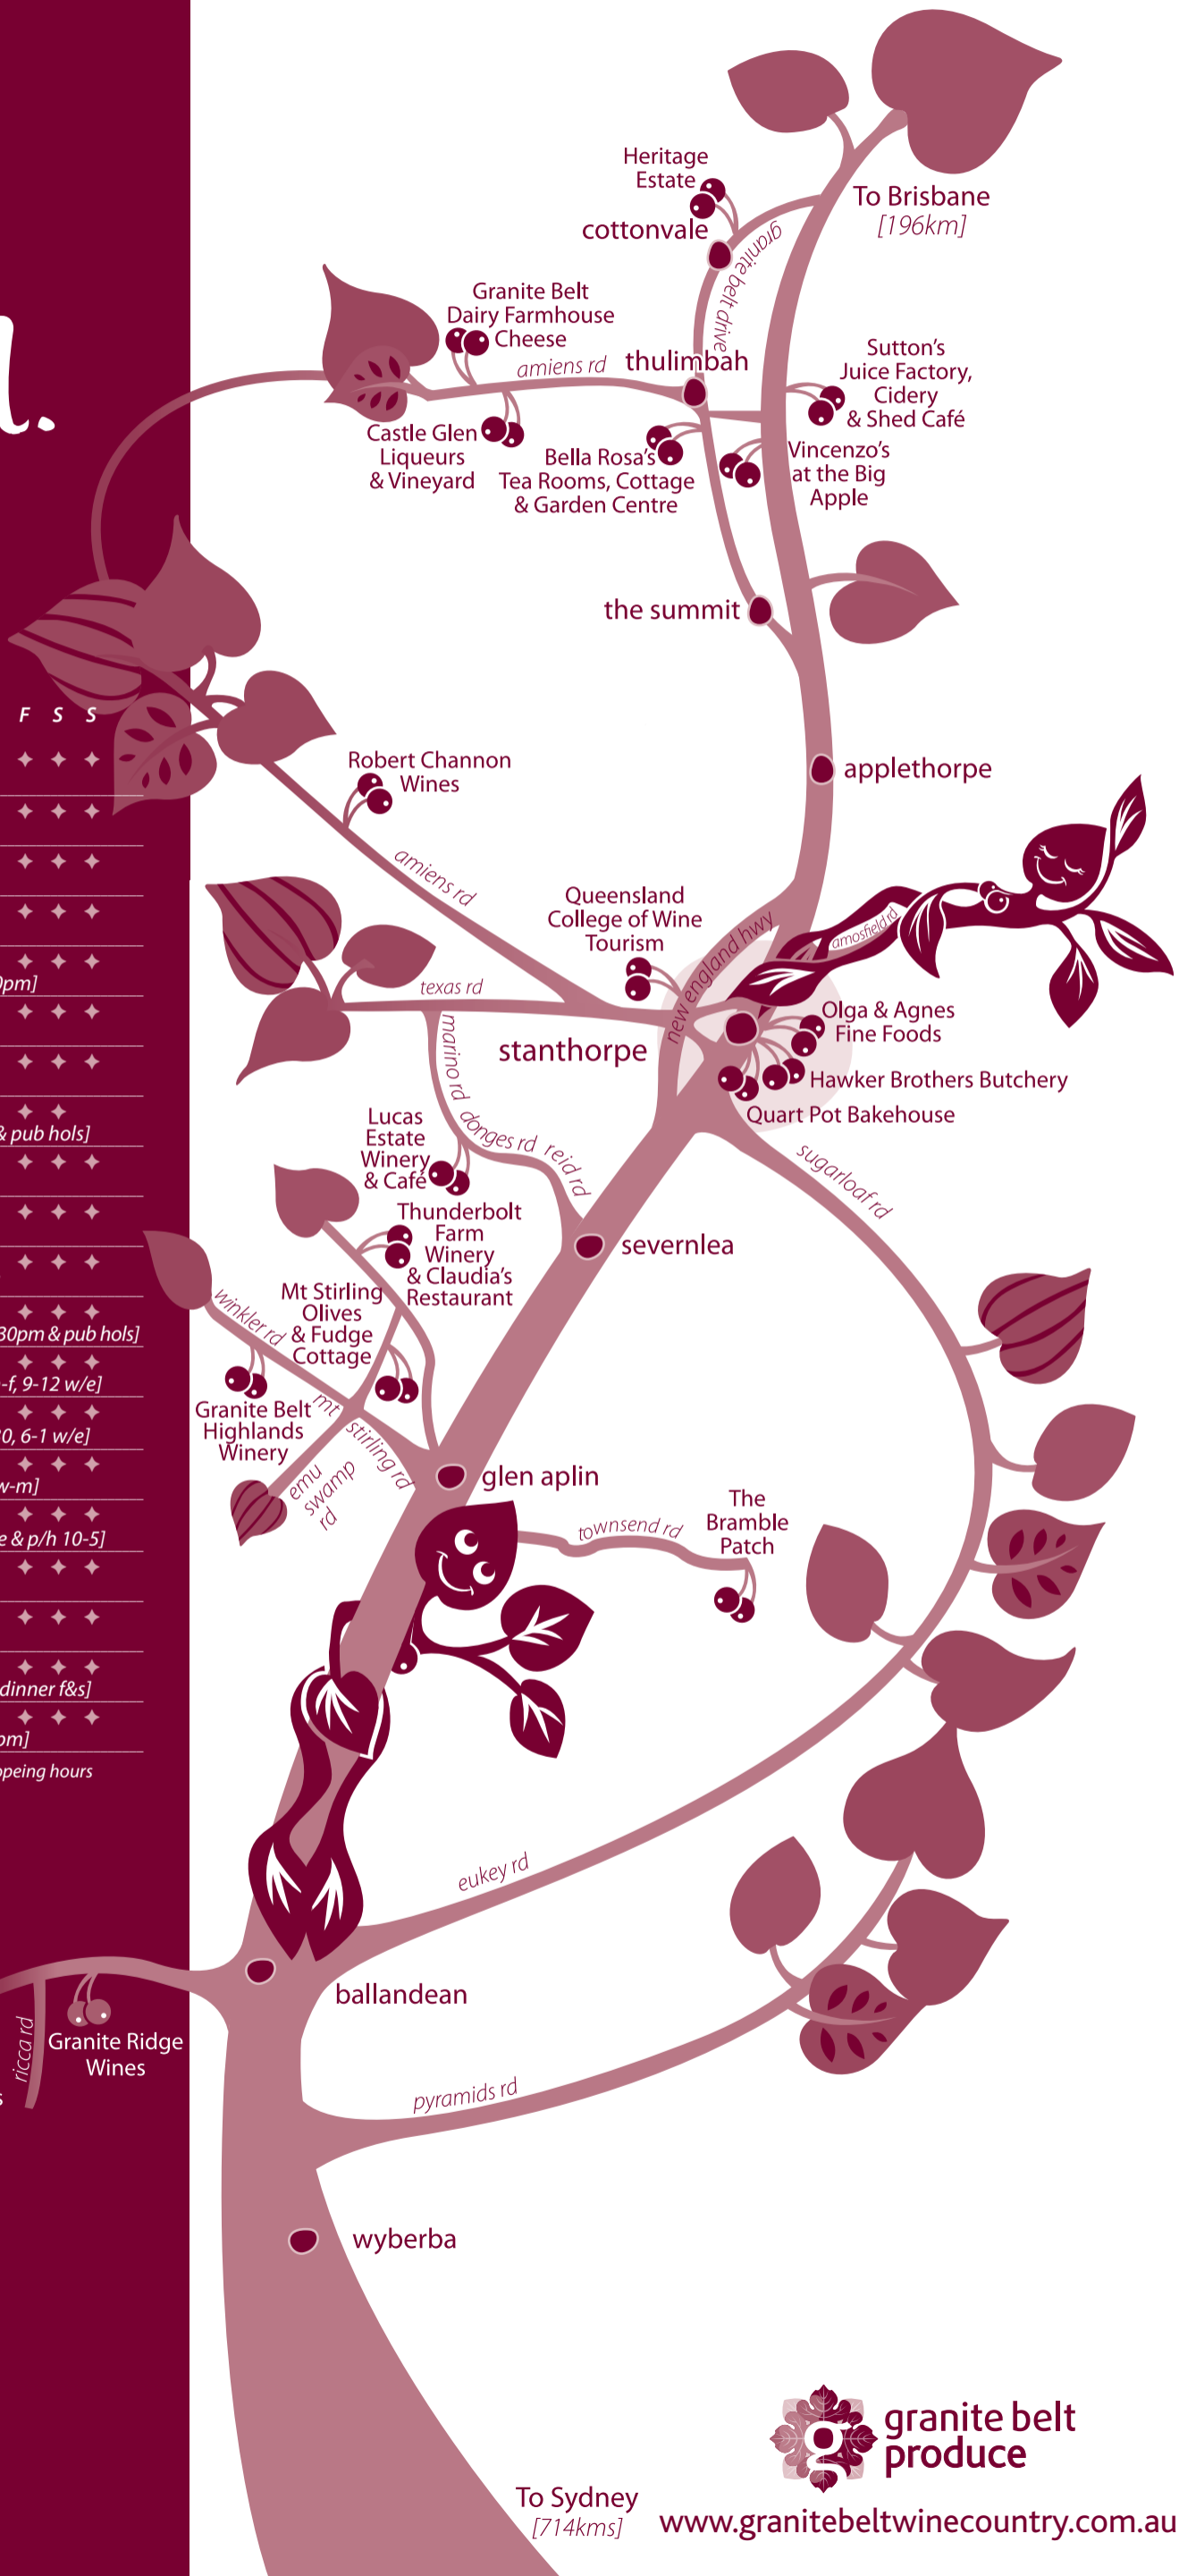 l.
Heritage
Estate
To Brisbane
[196km]
cottonvale
granite belt drive
Granite Belt
Dairy Farmhouse
Cheese
amiens rd
thulimbah
Sutton's
Juice Factory,
Cidery
& Shed Café
Castle Glen
Liqueurs
& Vineyard
Bella Rosa's
Tea Rooms, Cottage
& Garden Centre
Vincenzo's
at the Big
Apple
the summit
F S S
Robert Channon
Wines
applethorpe
amiens rd
Queensland
College of Wine
Tourism
new england hwy
amosfield rd
texas rd
0pm]
Olga & Agnes
Fine Foods
stanthorpe
marino rd
Hawker Brothers Butchery
Quart Pot Bakehouse
& pub hols]
Lucas
Estate
Winery
& Café
donges rd
reid rd
sugarloaf rd
Thunderbolt
Farm
Winery
& Claudia's
Restaurant
severnlea
Mt Stirling
Olives
& Fudge
Cottage
winkler rd
30pm & pub hols]
-f, 9-12 w/e]
Granite Belt
Highlands
Winery
mt stirling rd
0, 6-1 w/e]
emu
swamp
rd
glen aplin
w-m]
townsend rd
The
Bramble
Patch
e & p/h 10-5]
dinner f&s]
pm]
opeing hours
eukey rd
ballandean
ricca rd
Granite Ridge
Wines
s
pyramids rd
wyberba
granite belt
produce
g
To Sydney
[714kms]
www.granitebeltwinecountry.com.au